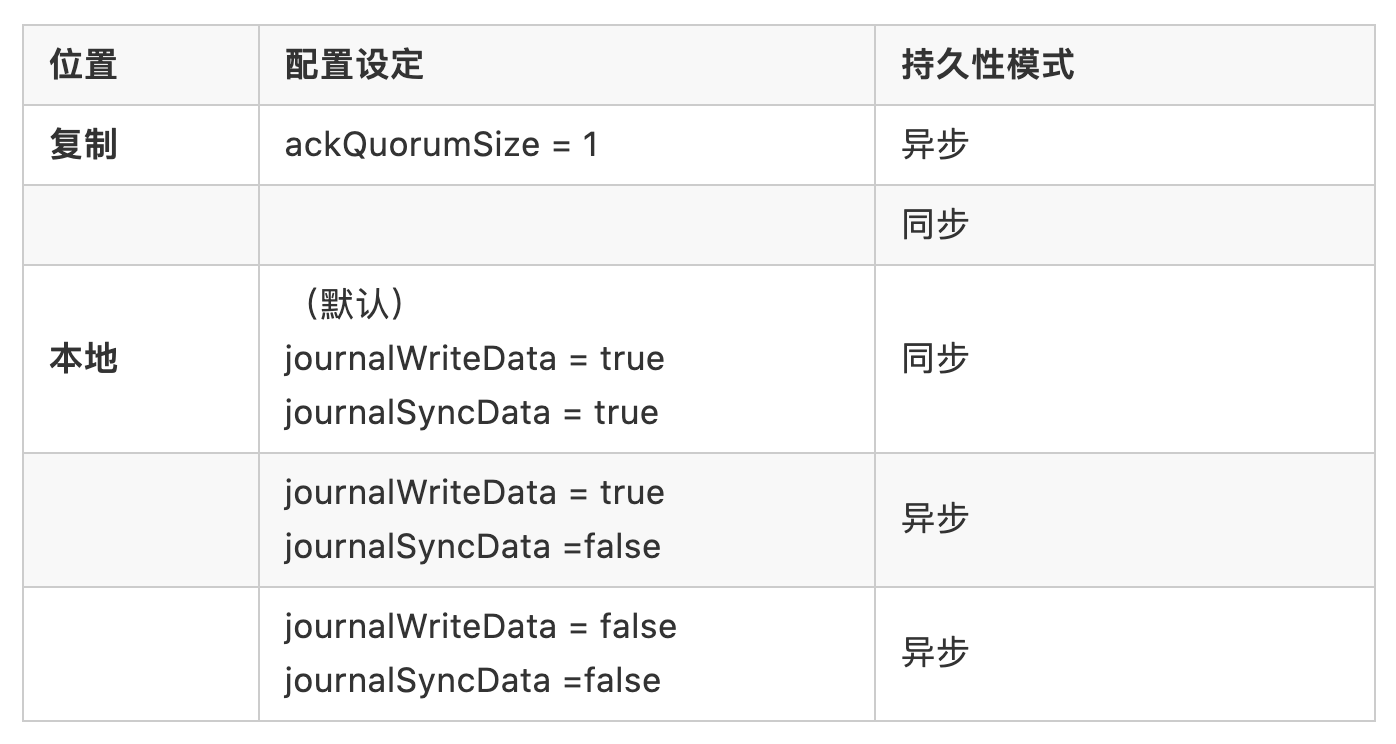 位置 配置设定 持久性模式
复制 ackQuorumSize = 1 异步
同步
（默认）
journalWriteData = true
本地 同步
journalSyncData = true
journalWriteData = true
异步
journalSyncData =false
journalWriteData = false
异步
journalSyncData =false